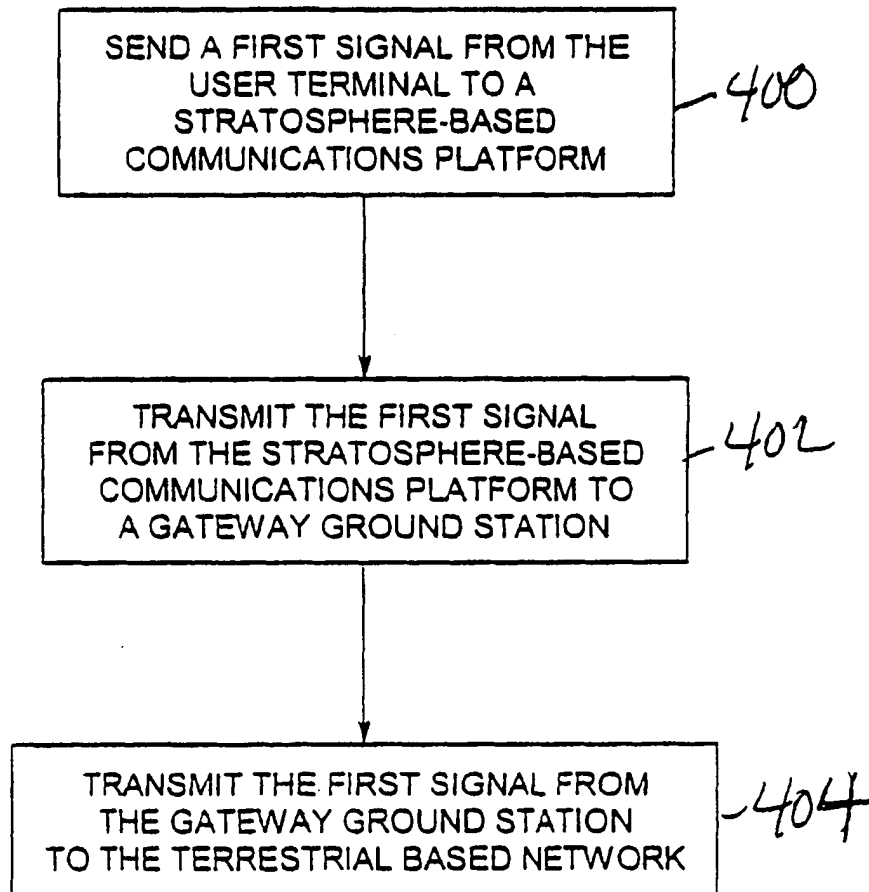 SEND A FIRST SIGNAL FROM THE
USER TERMINAL TO A
STRATOSPHERE-BASED
COMMUNICATIONS PLATFORM
400
TRANSMIT THE FIRST SIGNAL
FROM THE STRATOSPHERE-BASED
COMMUNICATIONS PLATFORM TO
A GATEWAY GROUND STATION
402
TRANSMIT THE FIRST SIGNAL FROM
THE GATEWAY GROUND STATION
TO THE TERRESTRIAL BASED NETWORK
404